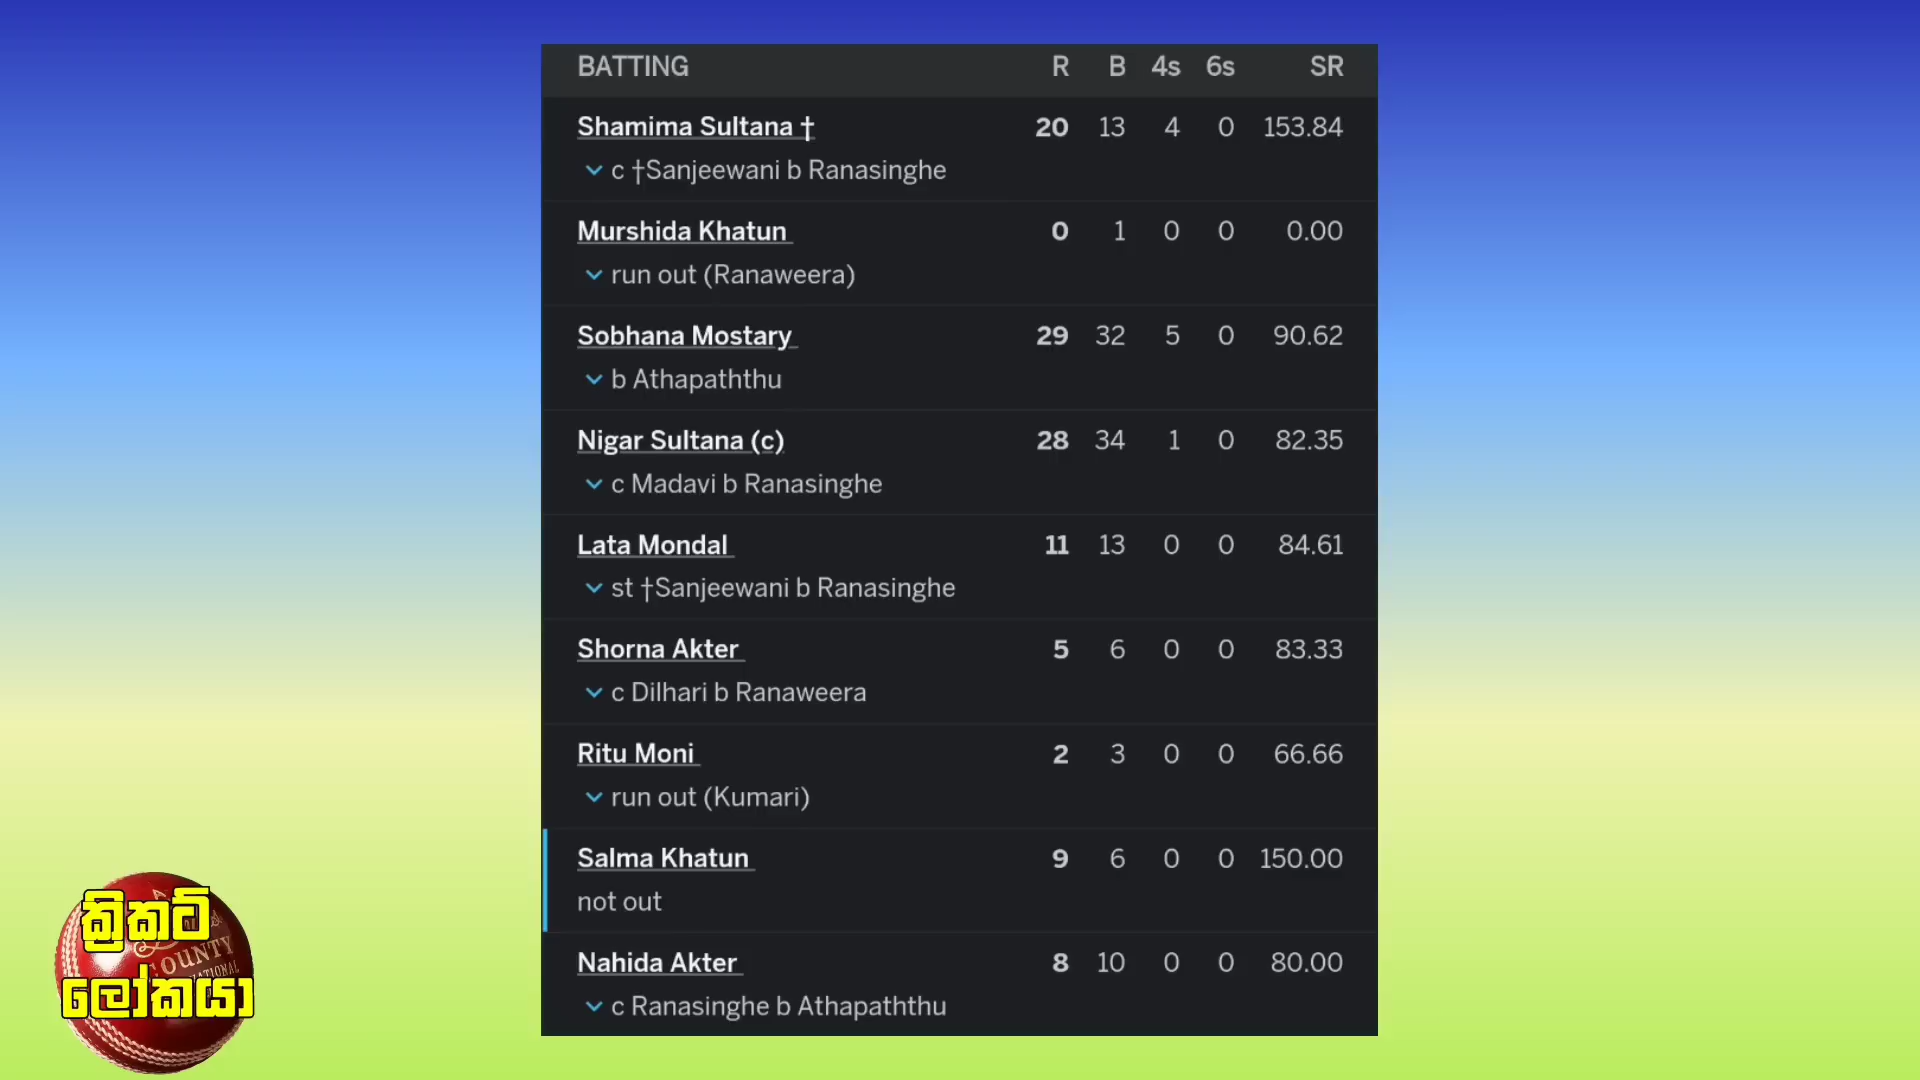 BATTING R B 4s 6s SR
Shamima Sultana † 20 13 4 0 153.84
c †Sanjeewani b Ranasinghe
Murshida Khatun 0 1 0 0 0.00
run out (Ranaweera)
Sobhana Mostary 29 32 5 0 90.62
b Athapaththu
Nigar Sultana (c) 28 34 1 0 82.35
c Madavi b Ranasinghe
Lata Mondal 11 13 0 0 84.61
st †Sanjeewani b Ranasinghe
Shorna Akter 5 6 0 0 83.33
c Dilhari b Ranaweera
Ritu Moni 2 3 0 0 66.66
run out (Kumari)
Salma Khatun 9 6 0 0 150.00
not out
Nahida Akter 8 10 0 0 80.00
c Ranasinghe b Athapaththu
ක්‍රිකට්
COUNTY
ලෝකයා